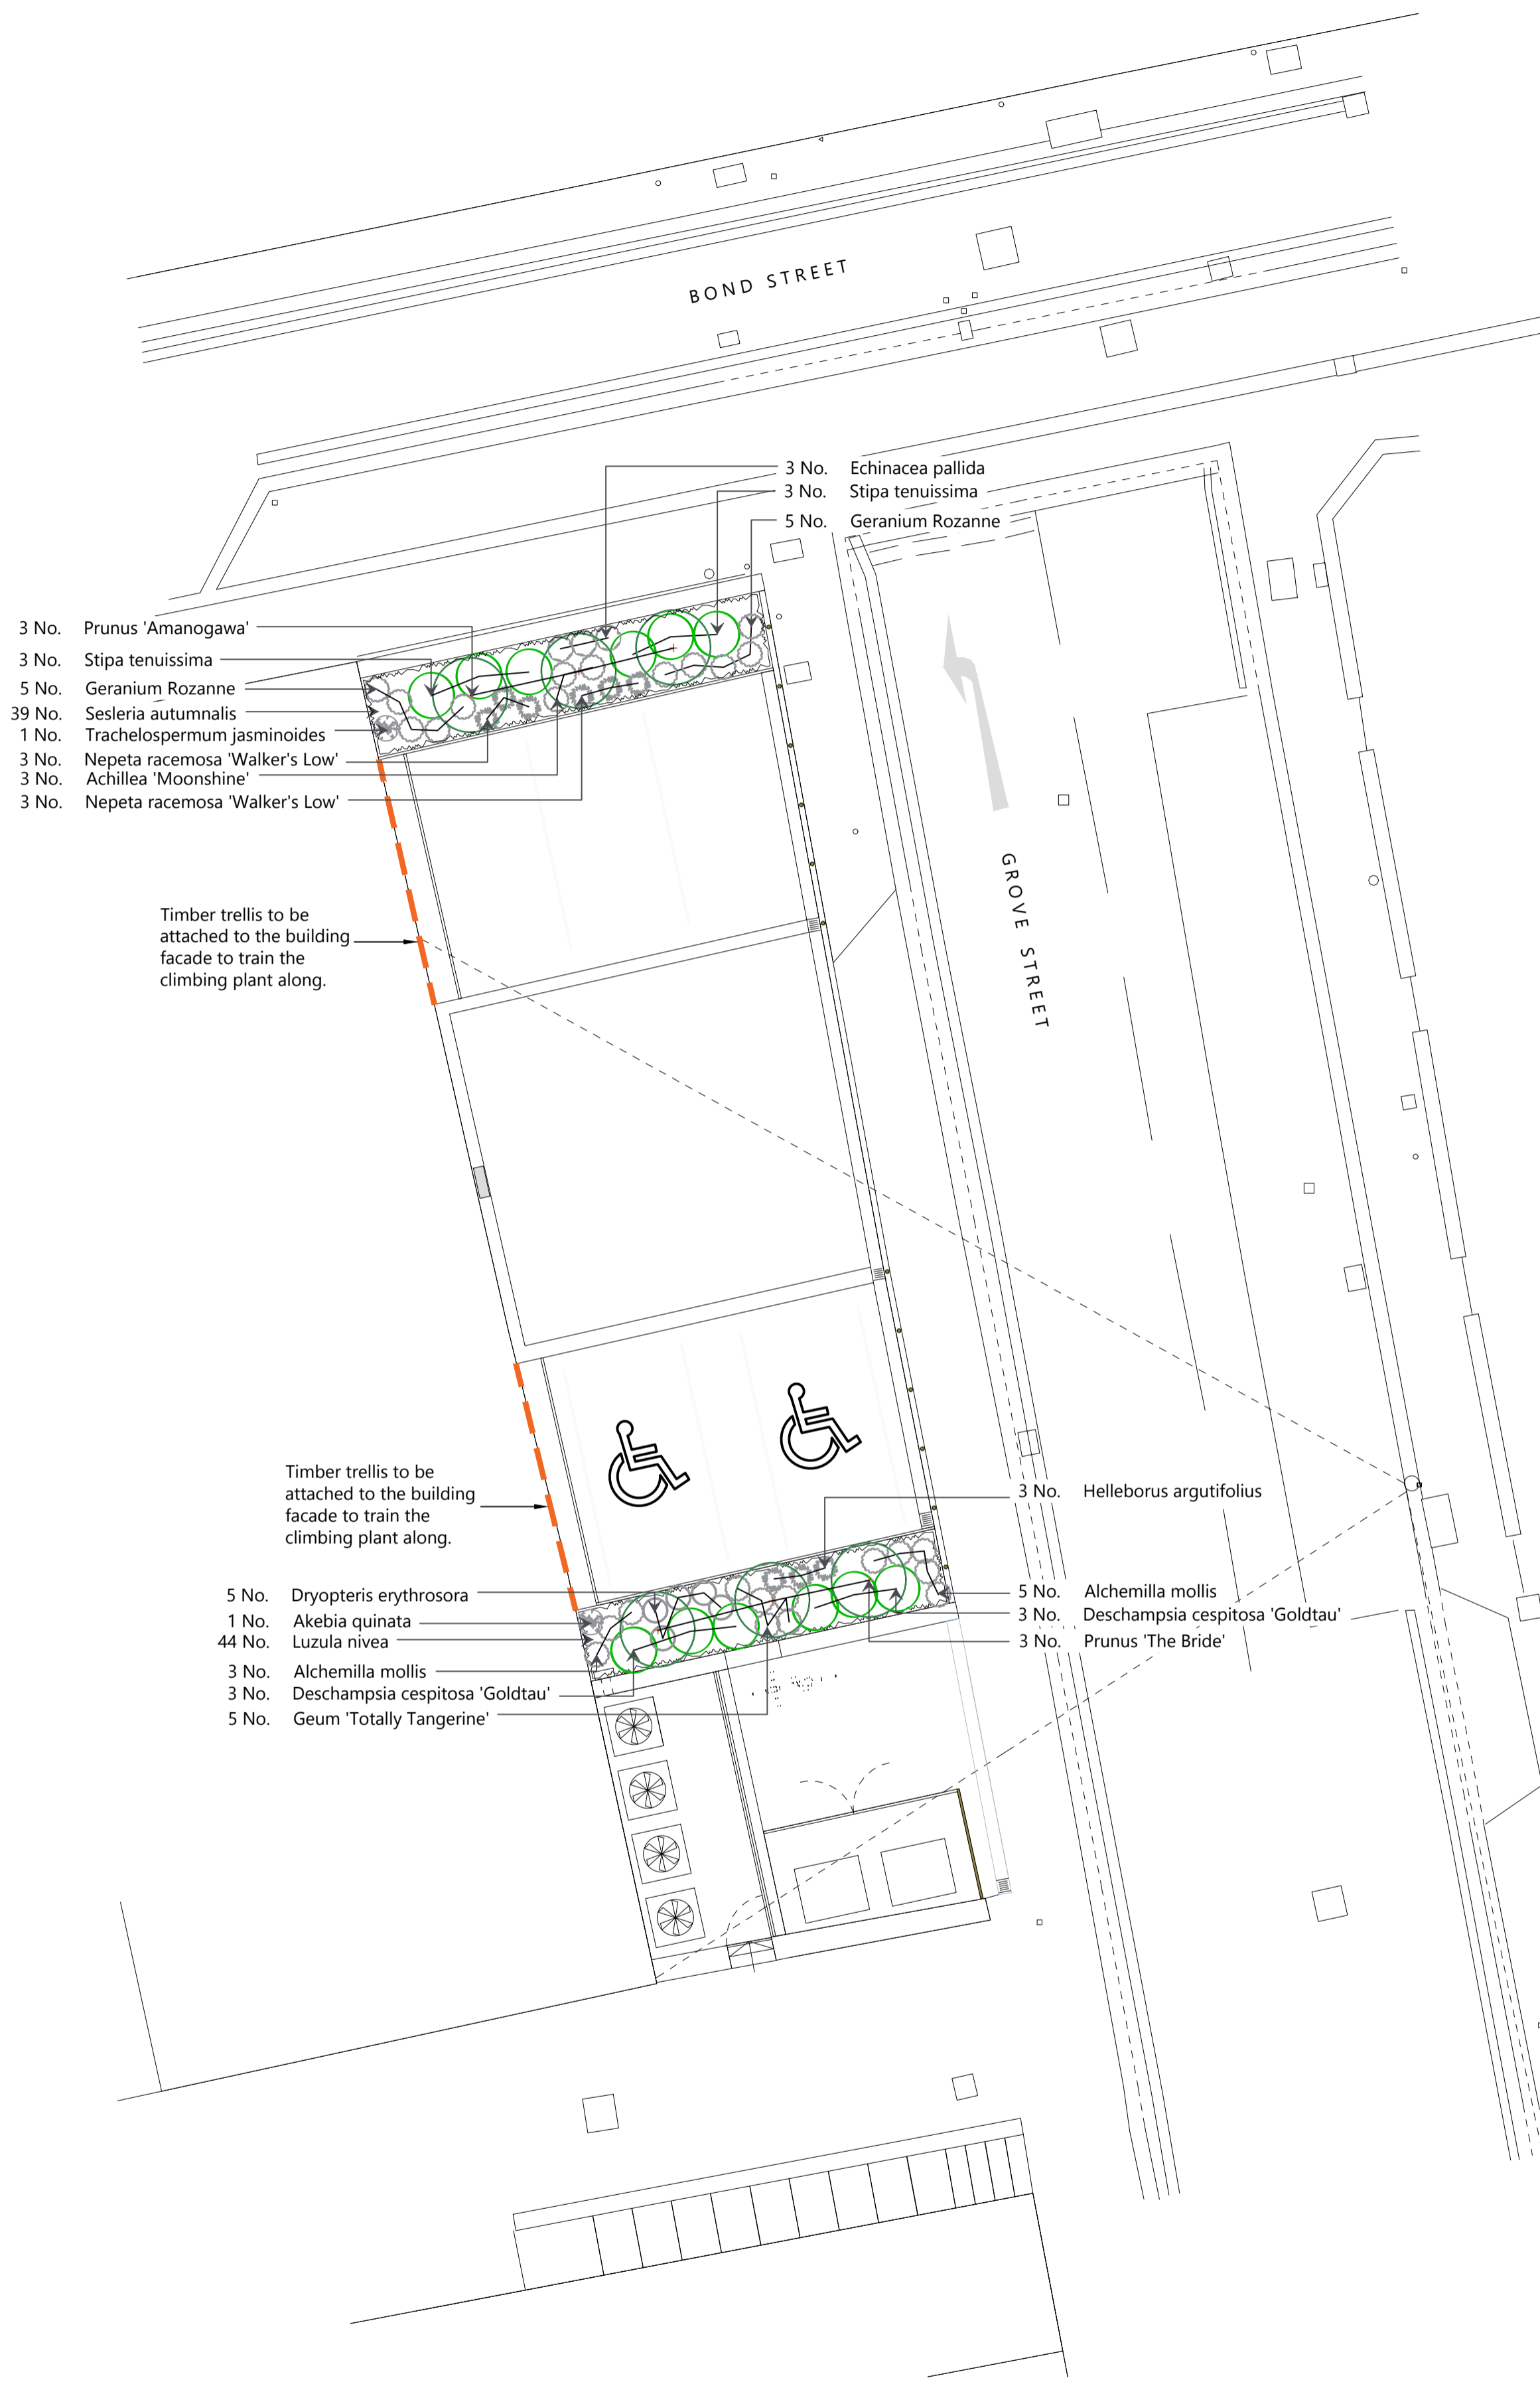 BOND STREET
3 No. Echinacea pallida
3 No. Stipa tenuissima
5 No. Geranium Rozanne
3 No. Prunus 'Amanogawa'
3 No. Stipa tenuissima
5 No. Geranium Rozanne
39 No. Sesleria autumnalis
1 No. Trachelospermum jasminoides
3 No. Nepeta racemosa 'Walker's Low'
3 No. Achillea 'Moonshine'
3 No. Nepeta racemosa 'Walker's Low'
GROVE STREET
Timber trellis to be
attached to the building
facade to train the
climbing plant along.
Timber trellis to be
attached to the building
facade to train the
climbing plant along.
3 No. Helleborus argutifolius
5 No. Dryopteris erythrosora
1 No. Akebia quinata
44 No. Luzula nivea
3 No. Alchemilla mollis
3 No. Deschampsia cespitosa 'Goldtau'
5 No. Geum 'Totally Tangerine'
5 No. Alchemilla mollis
3 No. Deschampsia cespitosa 'Goldtau'
3 No. Prunus 'The Bride'